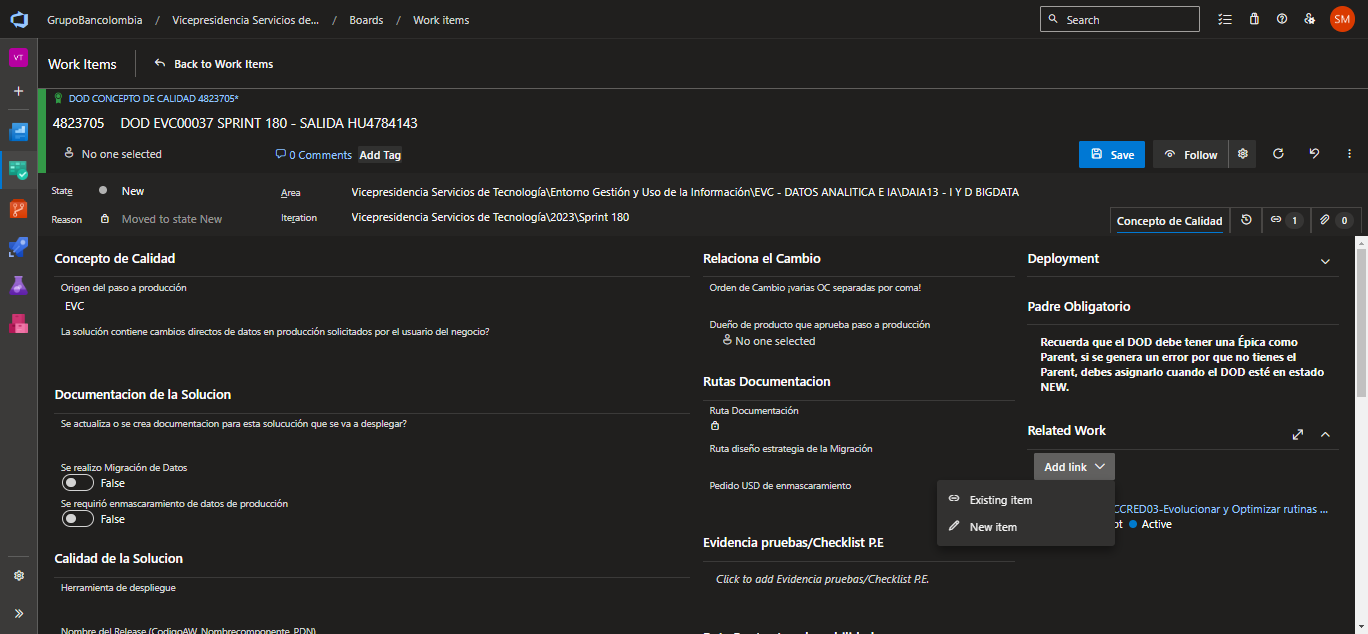 GrupoBancolombia / Vicepresidencia Servicios de... / Boards / Work items
Search
SM
VT
Work Items
Back to Work Items
DOD CONCEPTO DE CALIDAD 4823705*
4823705 DOD EVC00037 SPRINT 180 - SALIDA HU4784143
No one selected
0 Comments
Add Tag
Save
Follow
State
New
Area
Vicepresidencia Servicios de Tecnología\Entorno Gestión y Uso de la Información\EVC - DATOS ANALITICA E IA\DAIA13 - I Y D BIGDATA
Reason
Moved to state New
Iteration
Vicepresidencia Servicios de Tecnología\2023\Sprint 180
Concepto de Calidad
1
0
Concepto de Calidad
Origen del paso a producción
EVC
La solución contiene cambios directos de datos en producción solicitados por el usuario del negocio?
Documentacion de la Solucion
Se actualiza o se crea documentacion para esta solucución que se va a desplegar?
Se realizo Migración de Datos
False
Se requirió enmascaramiento de datos de producción
False
Calidad de la Solucion
Herramienta de despliegue
Nombre del Release (CodigoAW_Nombrecomponente_PDN)
Relaciona el Cambio
Orden de Cambio ¡varias OC separadas por coma!
Dueño de producto que aprueba paso a producción
No one selected
Rutas Documentacion
Ruta Documentación
Ruta diseño estrategia de la Migración
Pedido USD de enmascaramiento
Evidencia pruebas/Checklist P.E
Click to add Evidencia pruebas/Checklist P.E.
Deployment
Padre Obligatorio
Recuerda que el DOD debe tener una Épica como
Parent, si se genera un error por que no tienes el
Parent, debes asignarlo cuando el DOD esté en estado
NEW.
Related Work
Add link
Existing item
New item
CCRED03-Evolucionar y Optimizar rutinas ...
pt
Active